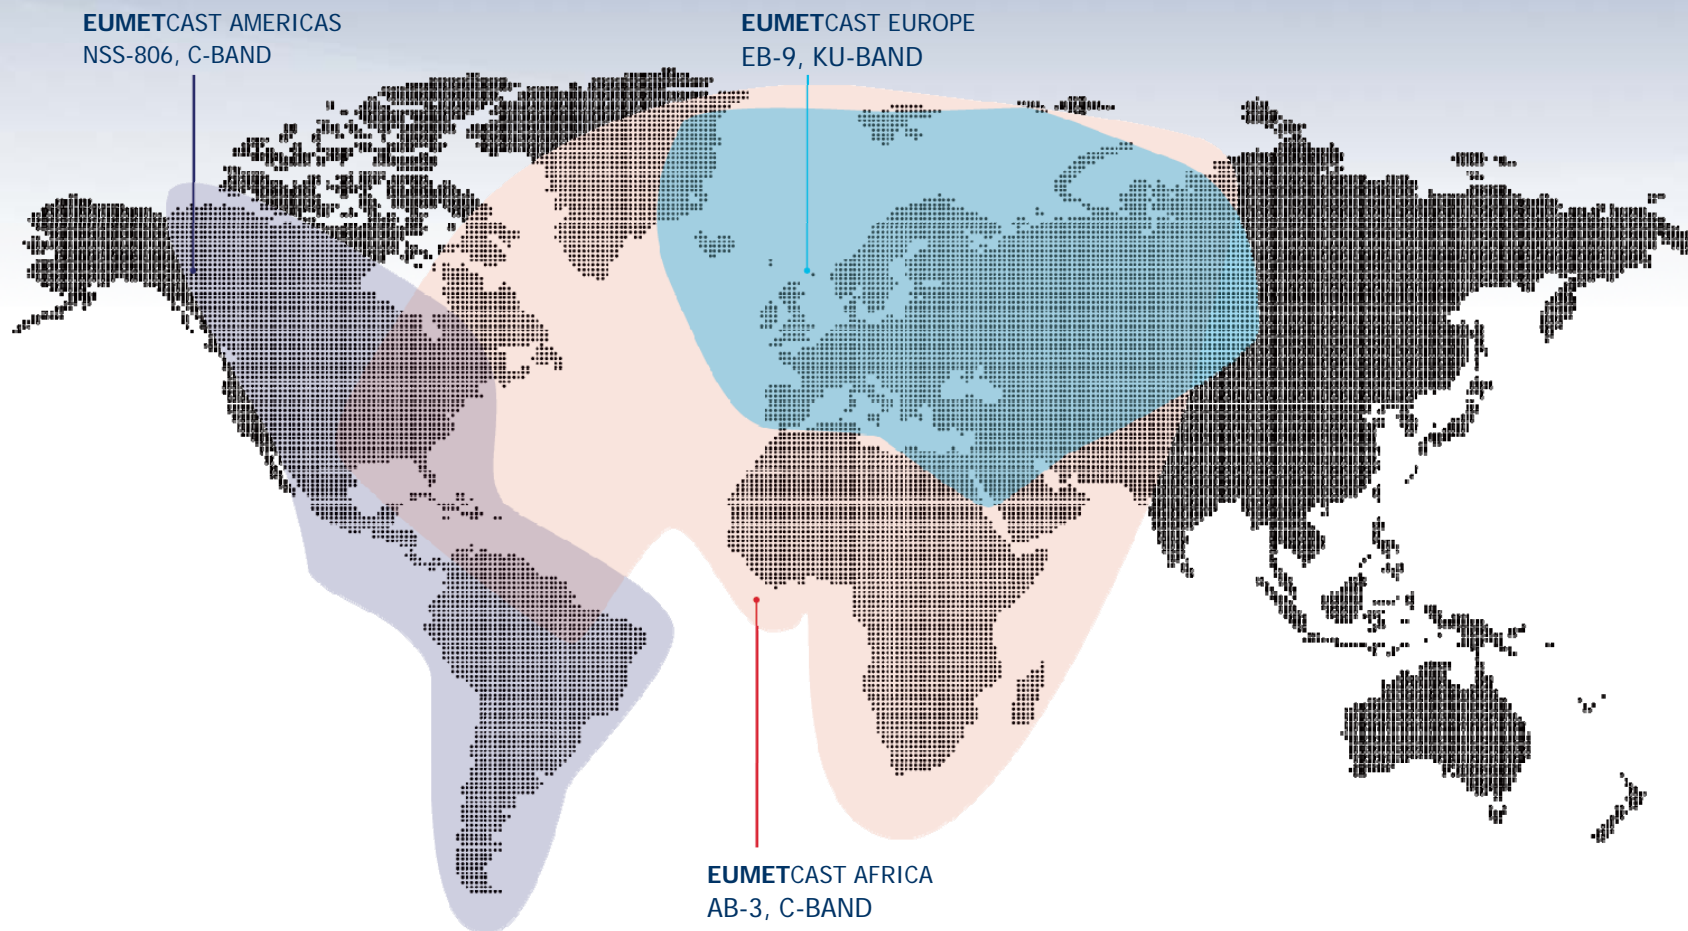 EUMETCAST AMERICAS
NSS-806, C-BAND
EUMETCAST EUROPE
EB-9, KU-BAND
EUMETCAST AFRICA
AB-3, C-BAND